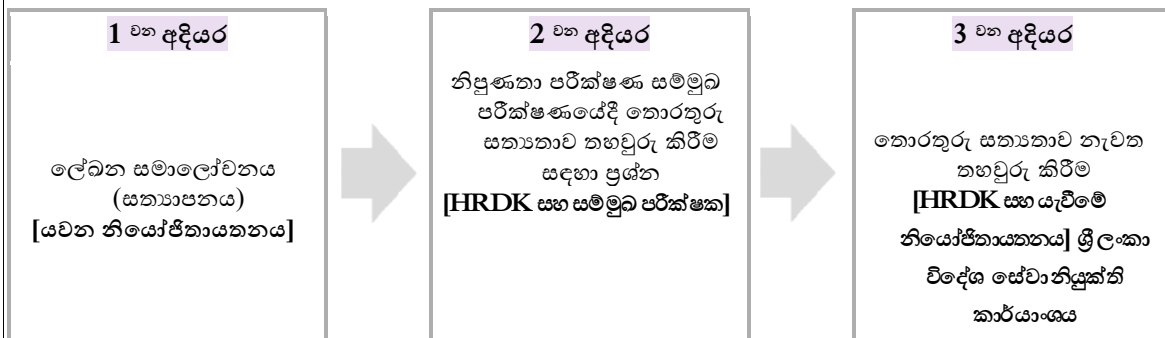 1 වන අදියර
ලේඛන සමාලෝචනය
(සත්‍යාපනය)
[යවන නියෝජිතායතනය]
2 වන අදියර
නිපුණතා පරීක්ෂණ සම්මුඛ
පරීක්ෂණයේදී තොරතුරු
සත්‍යතාව තහවුරු කිරීම
සඳහා ප්‍රශ්න
[HRDK සහ සම්මුඛ පරීක්ෂක]
3 වන අදියර
තොරතුරු සත්‍යතාව නැවත
තහවුරු කිරීම
[HRDK සහ යැවීමේ
නියෝජිතායතනය] ශ්‍රී ලංකා
විදේශ සේවා නියුක්ති
කාර්යාංශය